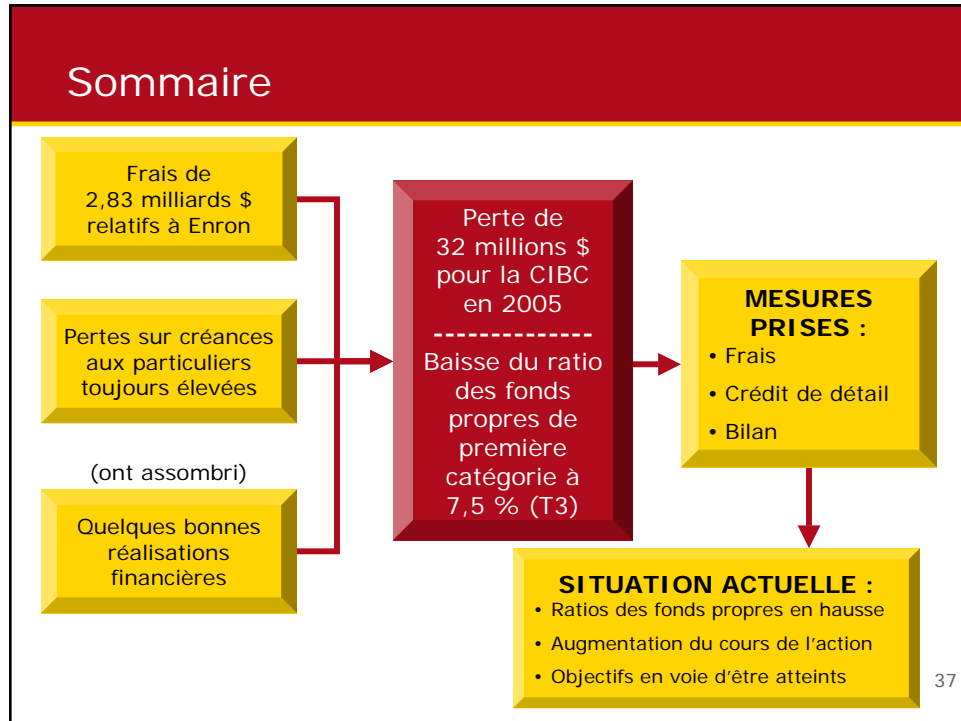 Sommaire
Frais de
2,83 milliards $
relatifs à Enron
Pertes sur créances
aux particuliers
toujours élevées
(ont assombri)
Quelques bonnes
réalisations
financières
Perte de
32 millions $
pour la CIBC
en 2005
--------------
Baisse du ratio
des fonds
propres de
première
catégorie à
7,5 % (T3)
MESURES
PRISES :
• Frais
• Crédit de détail
• Bilan
SITUATION ACTUELLE :
• Ratios des fonds propres en hausse
• Augmentation du cours de l'action
• Objectifs en voie d'être atteints
37